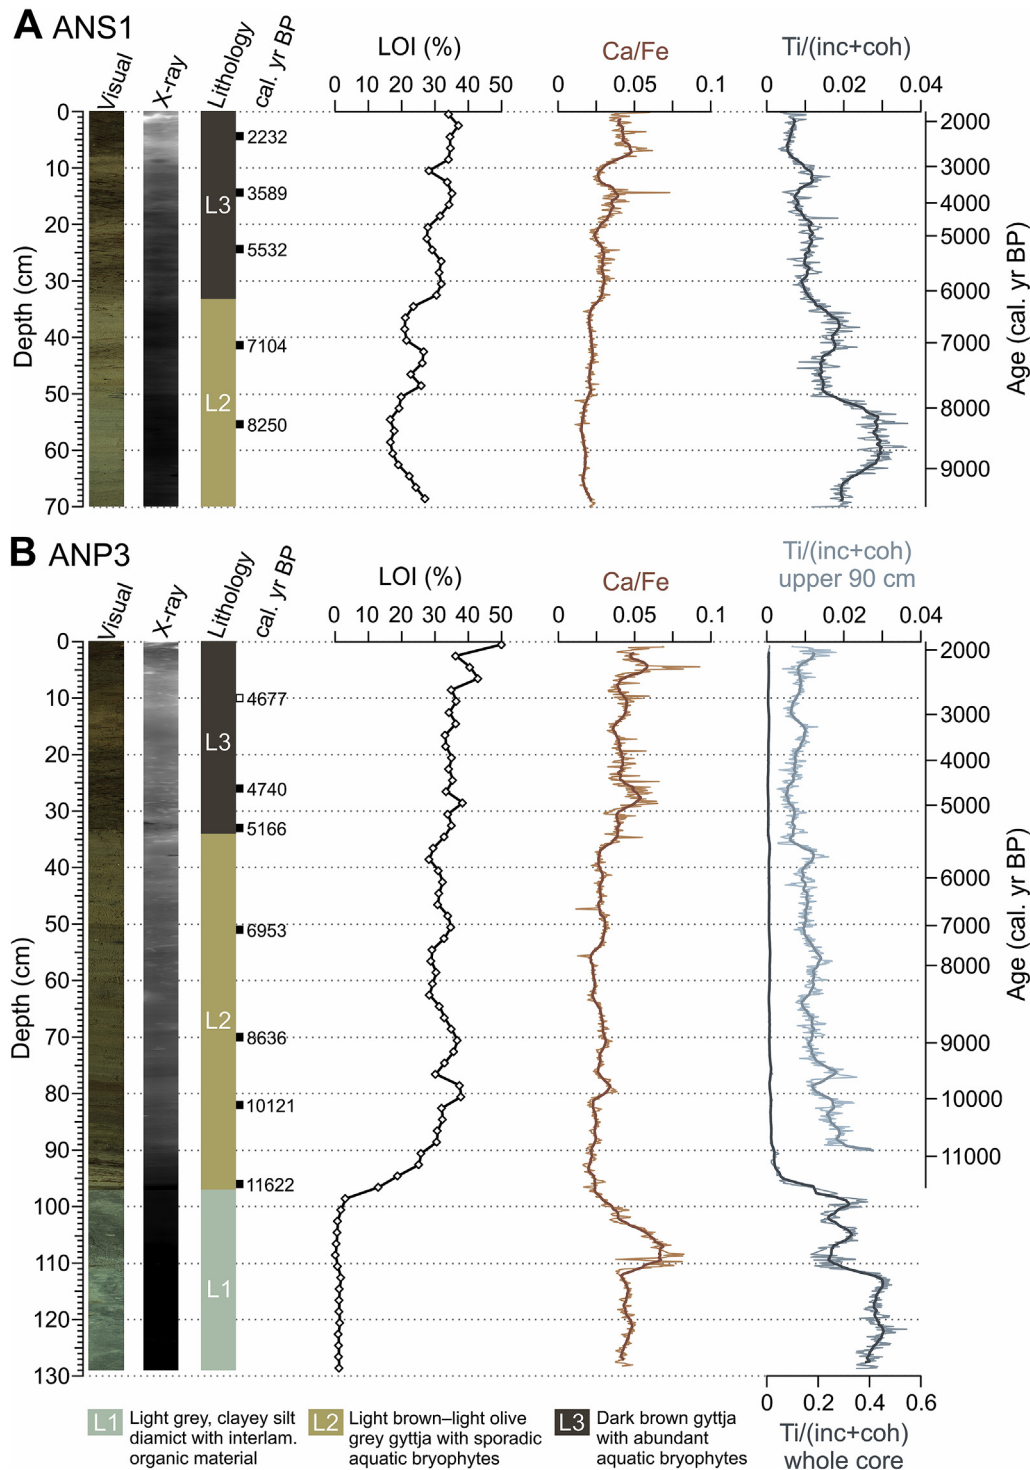 A ANS1
Visual
X-ray
Lithology
cal. yr BP
LOI (%)
Ca/Fe
Ti/(inc+coh)
0 10 20 30 40 50
0 0.05 0.1
0 0.02 0.04
Depth (cm)
0
10
20
30
40
50
60
70
L3
L2
2232
3589
5532
7104
8250
2000
3000
4000
5000
6000
7000
8000
9000
Age (cal. yr BP)
B ANP3
Visual
X-ray
Lithology
cal. yr BP
LOI (%)
Ca/Fe
Ti/(inc+coh)
upper 90 cm
0 10 20 30 40 50
0 0.05 0.1
0 0.02 0.04
Depth (cm)
0
10
20
30
40
50
60
70
80
90
100
110
120
130
L3
L2
L1
4677
4740
5166
6953
8636
10121
11622
2000
3000
4000
5000
6000
7000
8000
9000
10000
11000
Age (cal. yr BP)
0 0.2 0.4 0.6
Ti/(inc+coh)
whole core
L1 Light grey, clayey silt
diamict with interlam.
organic material
L2 Light brown–light olive
grey gyttja with sporadic
aquatic bryophytes
L3 Dark brown gyttja
with abundant
aquatic bryophytes